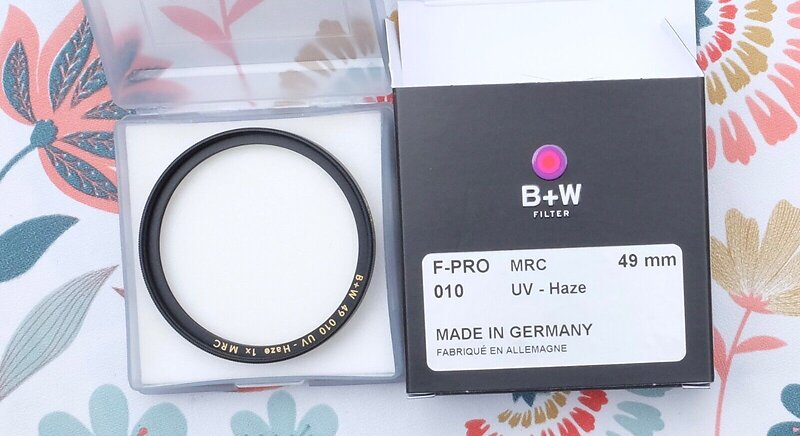 B+W 49 010 UV - Haze 1x MRC
B+W
FILTER
F-PRO MRC 49 mm
010 UV - Haze
MADE IN GERMANY
FABRIQUÉ EN ALLEMAGNE